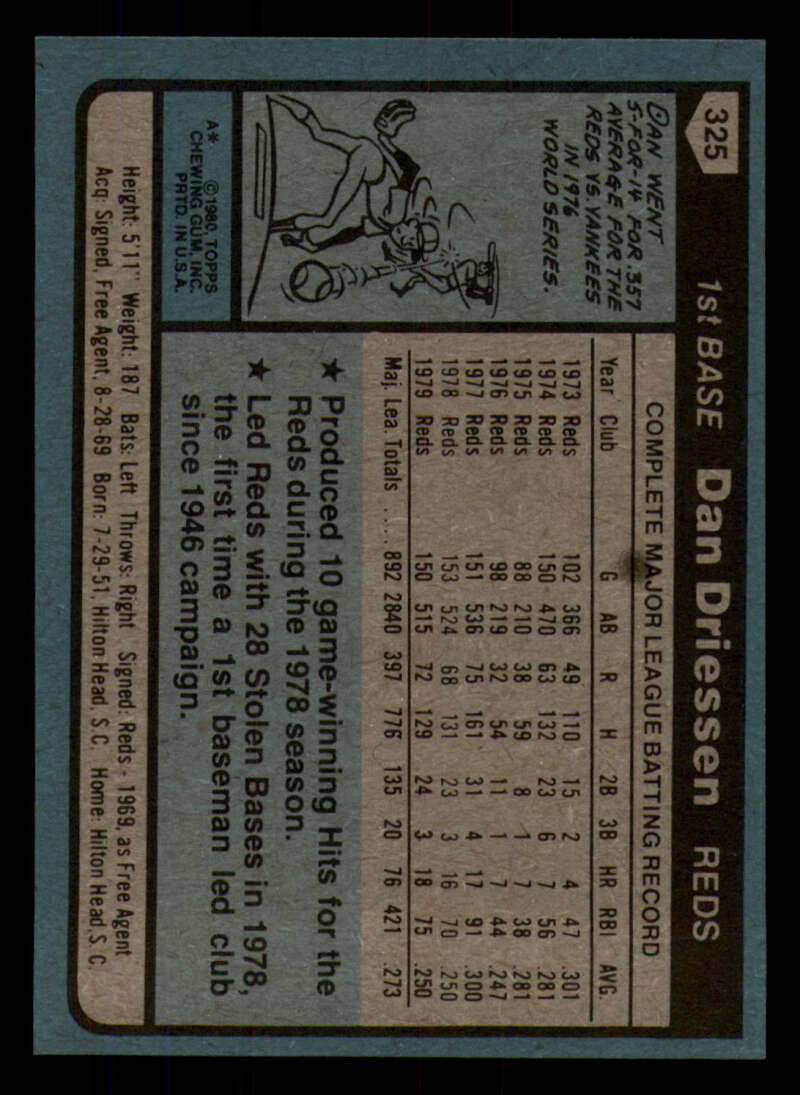 325
1st BASE Dan Driessen REDS
DAN WENT
5-FOR-14 FOR .357
AVERAGE FOR THE
REDS VS. YANKEES
IN 1976
WORLD SERIES.
A* © 1980, TOPPS
CHEWING GUM, INC.
PRTD. IN U.S.A.
COMPLETE MAJOR LEAGUE BATTING RECORD
Year Club G AB R H 2B 3B HR RBI AVG.
1973 Reds 102 366 49 110 15 2 4 47 .301
1974 Reds 150 470 63 132 23 6 7 56 .281
1975 Reds 88 210 38 59 8 1 7 38 .281
1976 Reds 98 219 32 54 11 1 7 44 .247
1977 Reds 151 536 75 161 31 4 17 91 .300
1978 Reds 153 524 68 131 23 3 16 70 .250
1979 Reds 150 515 72 129 24 3 18 75 .250
Maj. Lea. Totals .... 892 2840 397 776 135 20 76 421 .273
★ Produced 10 game-winning Hits for the
Reds during the 1978 season.
★ Led Reds with 28 Stolen Bases in 1978,
the first time a 1st baseman led club
since 1946 campaign.
Height: 5'11" Weight: 187 Bats: Left Throws: Right Signed: Reds - 1969, as Free Agent
Acq: Signed, Free Agent, 8-28-69 Born: 7-29-51, Hilton Head, S.C. Home: Hilton Head, S.C.